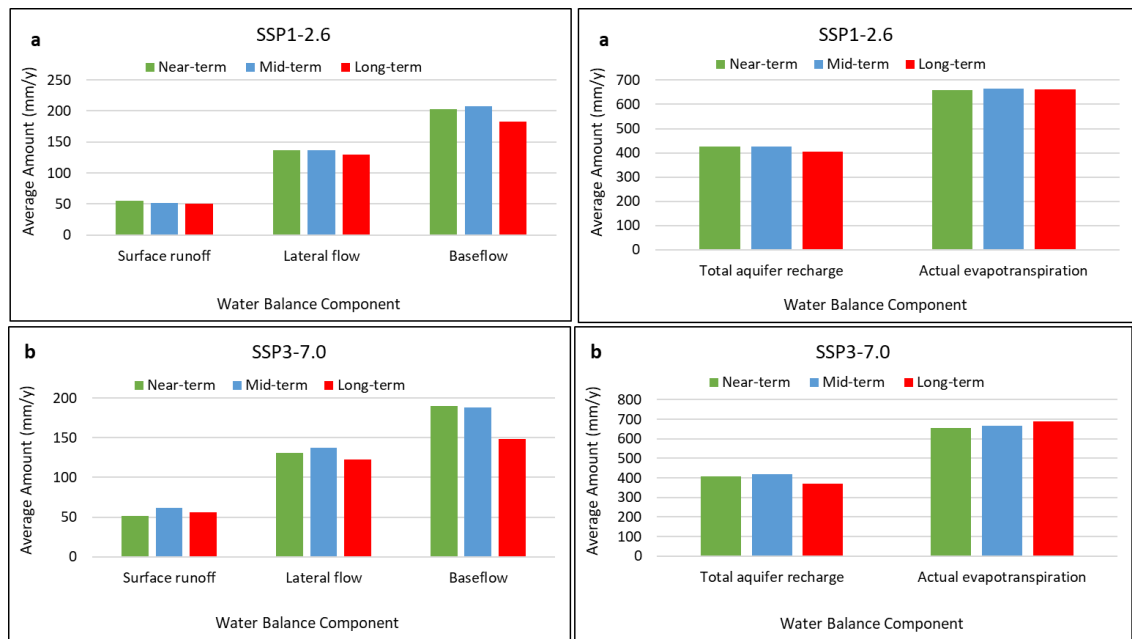 a
SSP1-2.6
Near-term Mid-term Long-term
Average Amount (mm/y)
250
200
150
100
50
0
Surface runoff Lateral flow Baseflow
Water Balance Component
a
SSP1-2.6
Near-term Mid-term Long-term
Average Amount (mm/y)
700
600
500
400
300
200
100
0
Total aquifer recharge Actual evapotranspiration
Water Balance Component
b
SSP3-7.0
Near-term Mid-term Long-term
Average Amount (mm/y)
200
150
100
50
0
Surface runoff Lateral flow Baseflow
Water Balance Component
b
SSP3-7.0
Near-term Mid-term Long-term
Average Amount (mm/y)
800
700
600
500
400
300
200
100
0
Total aquifer recharge Actual evapotranspiration
Water Balance Component